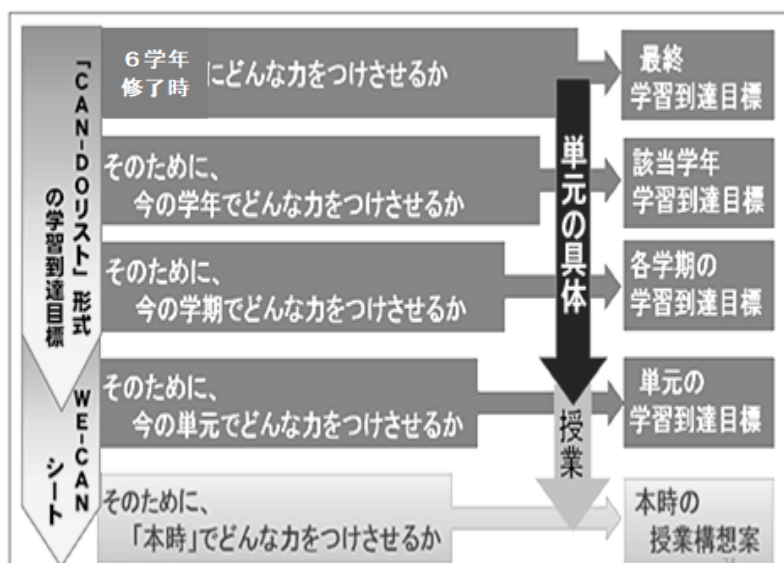 「CAN-DOリスト」形式
の学習到達目標
WE-CAN
シート
6学年
修了時
にどんな力をつけさせるか
最終
学習到達目標
そのために、
今の学年でどんな力をつけさせるか
該当学年
学習到達目標
そのために、
今の学期でどんな力をつけさせるか
各学期の
学習到達目標
そのために、
今の単元でどんな力をつけさせるか
単元の
学習到達目標
そのために、
「本時」でどんな力をつけさせるか
本時の
授業構想案
単元の具体
授業